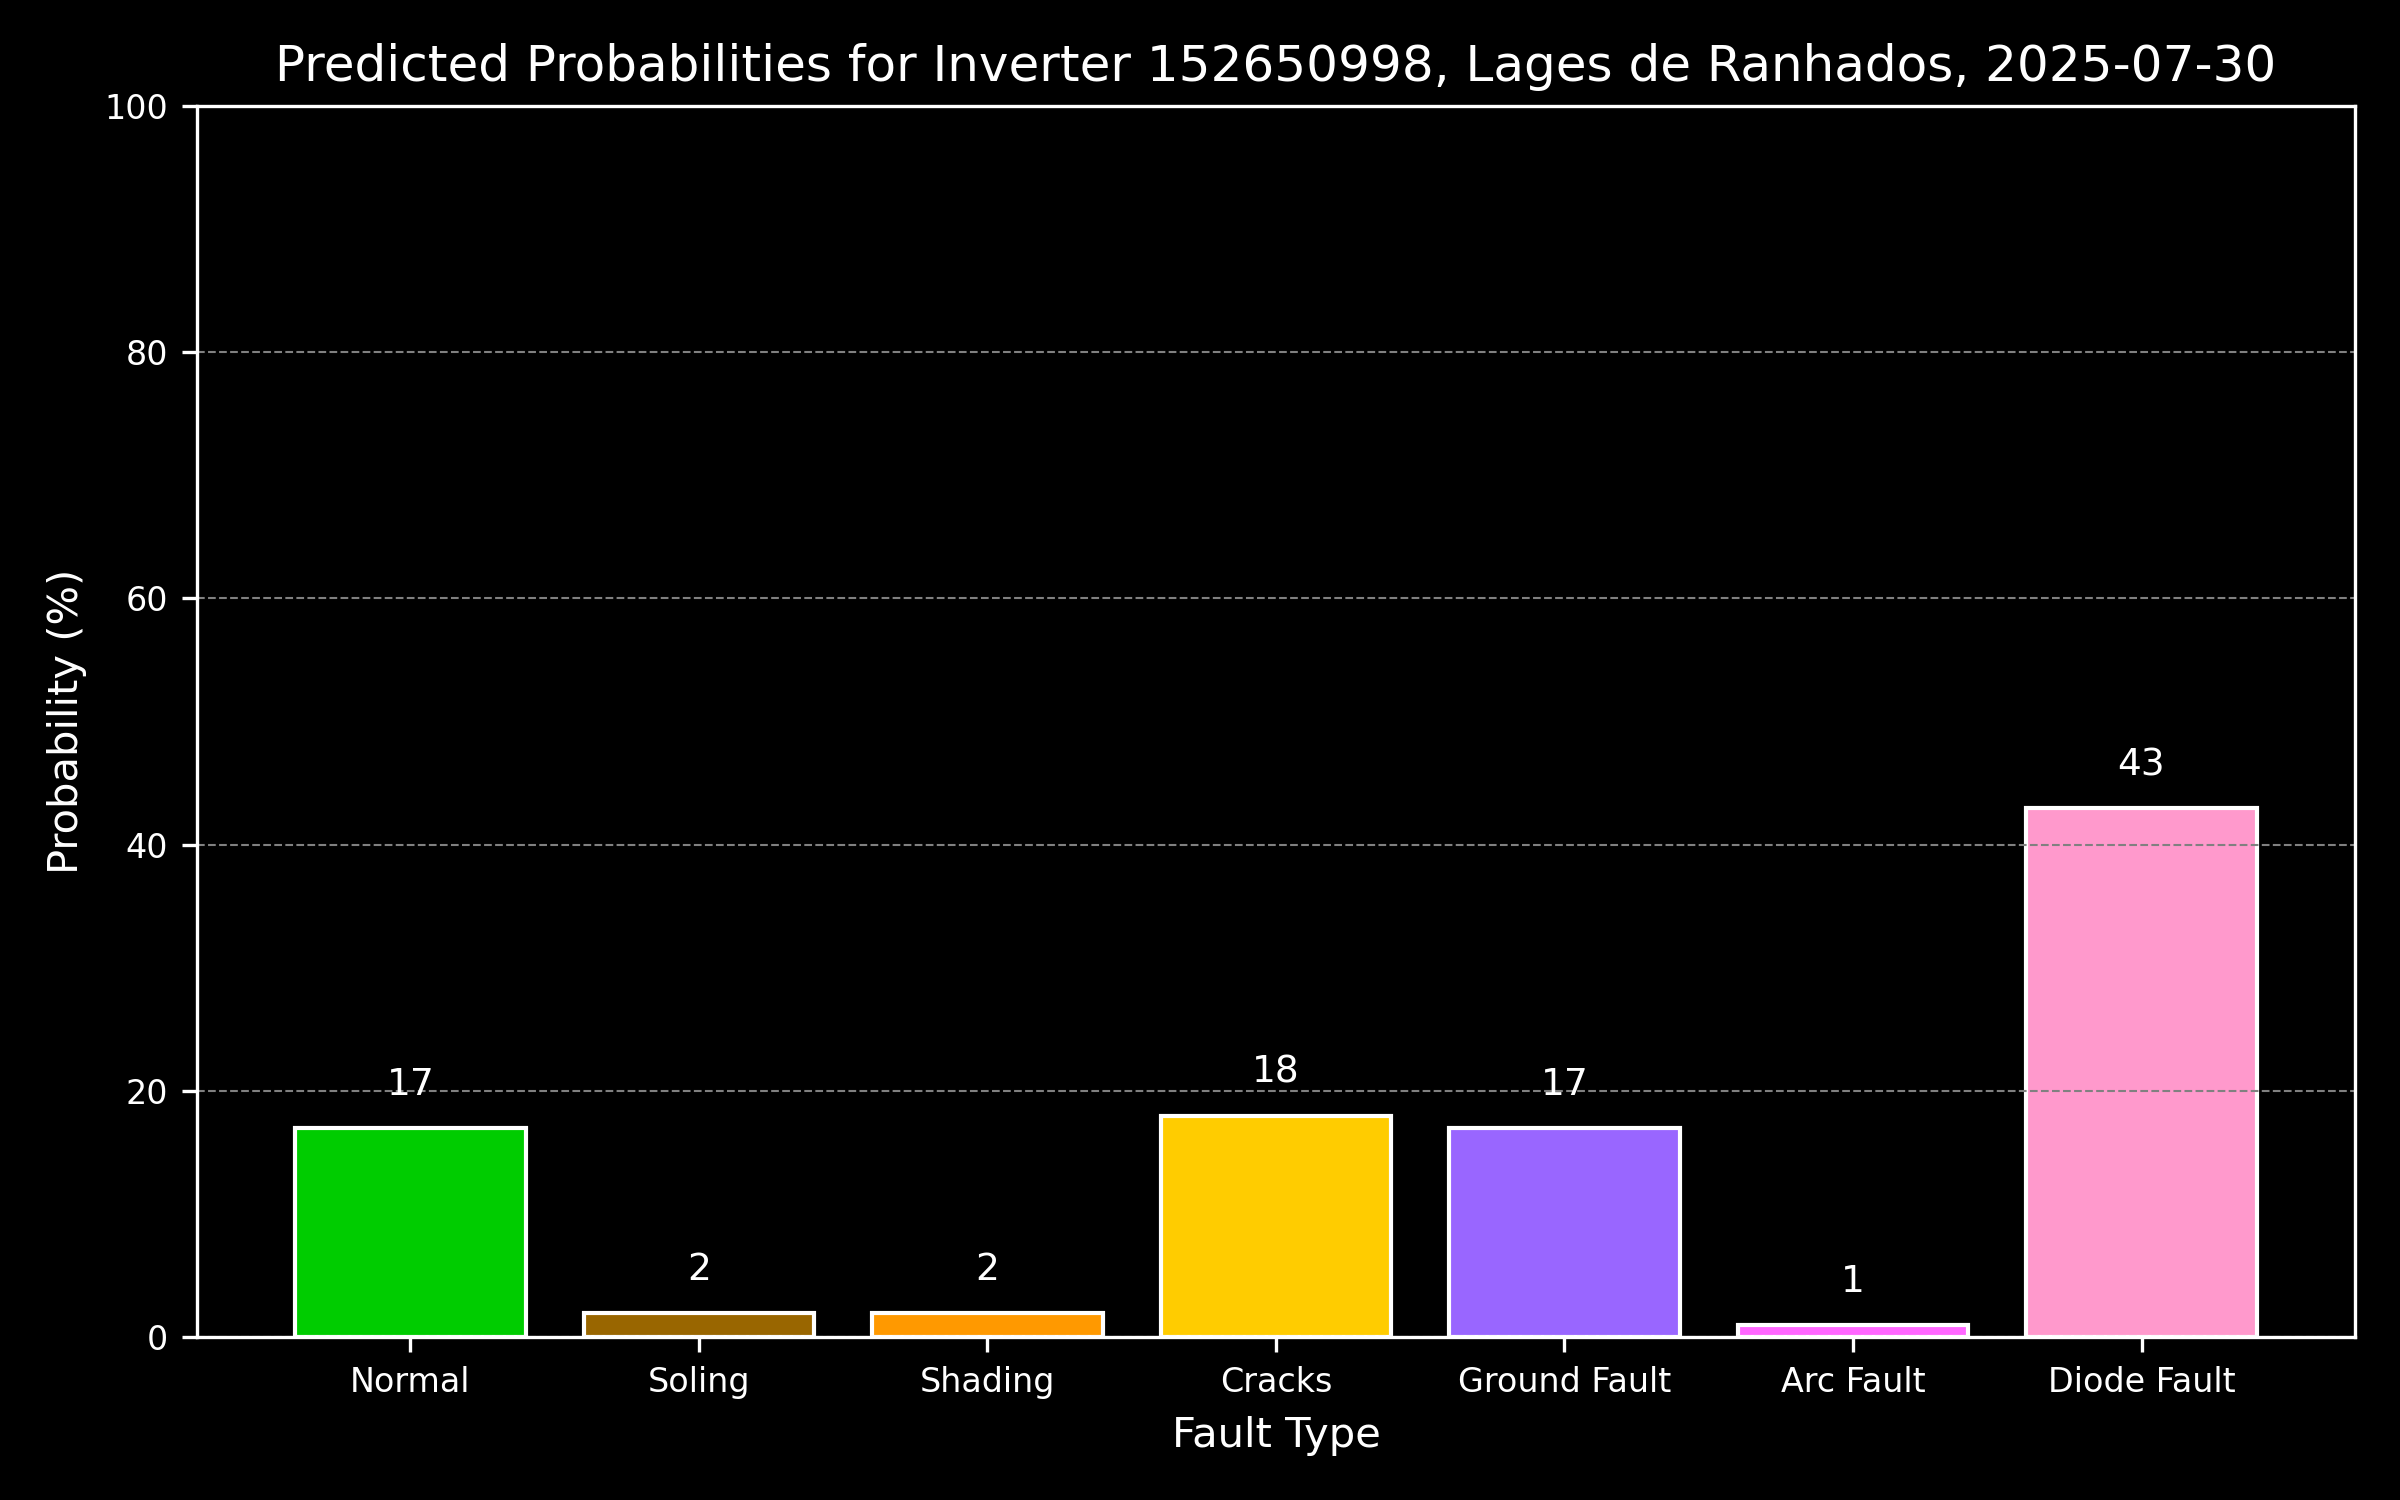 Predicted Probabilities for Inverter 152650998, Lages de Ranhados, 2025-07-30
Probability (%)
100
80
60
40
20
0
17
2
2
18
17
1
43
Normal
Soling
Shading
Cracks
Ground Fault
Arc Fault
Diode Fault
Fault Type